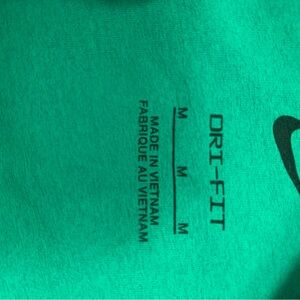 DRI-FIT
M M M
MADE IN VIETNAM
FABRIQUE AU VIETNAM